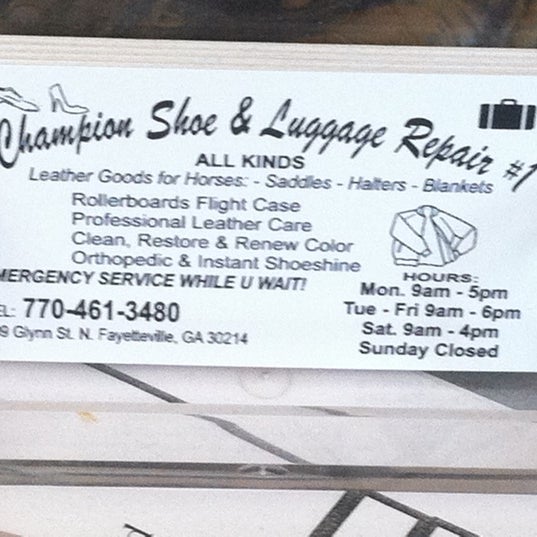 Champion Shoe & Luggage Repair #1
ALL KINDS
Leather Goods for Horses: - Saddles - Halters - Blankets
Rollerboards Flight Case
Professional Leather Care
Clean, Restore & Renew Color
Orthopedic & Instant Shoeshine
MERGENCY SERVICE WHILE U WAIT!
EL: 770-461-3480
9 Glynn St. N. Fayetteville, GA 30214
HOURS:
Mon. 9am - 5pm
Tue - Fri 9am - 6pm
Sat. 9am - 4pm
Sunday Closed